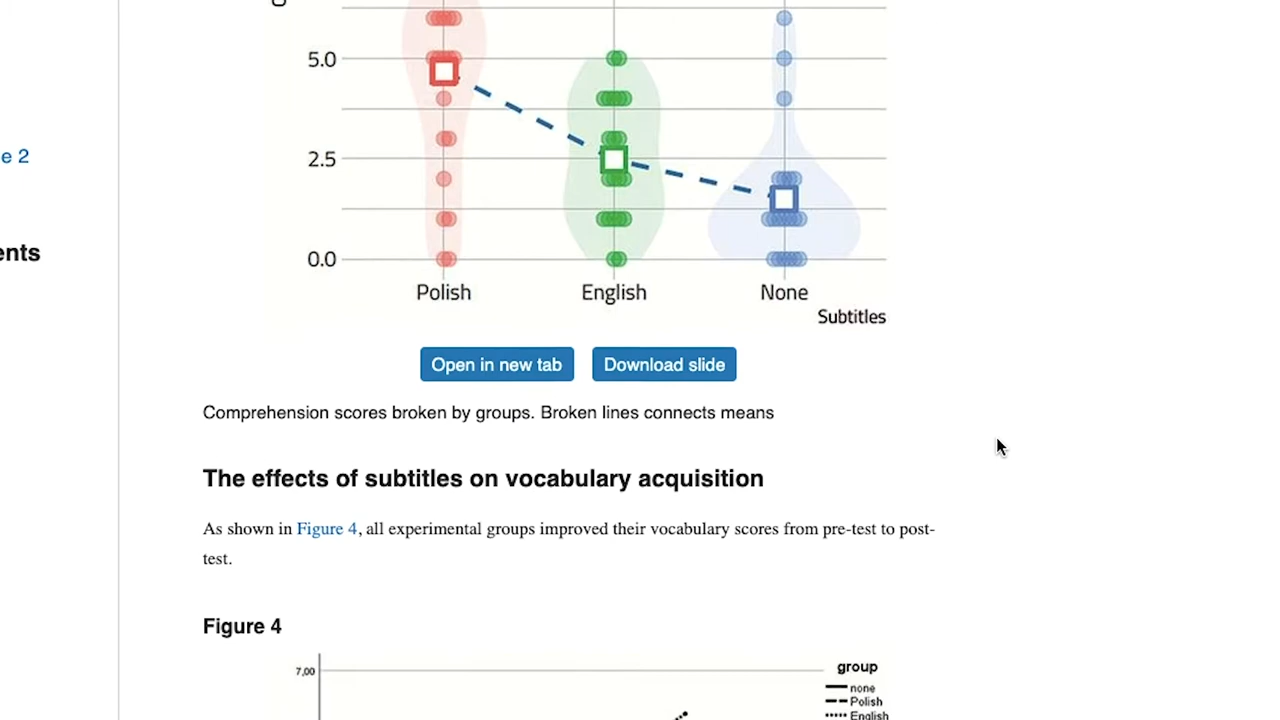 5.0
e 2
2.5
ents
0.0
Polish English None
Subtitles
Open in new tab Download slide
Comprehension scores broken by groups. Broken lines connects means
The effects of subtitles on vocabulary acquisition
As shown in Figure 4, all experimental groups improved their vocabulary scores from pre-test to post-
test.
Figure 4
7,00
group
none
Polish
English